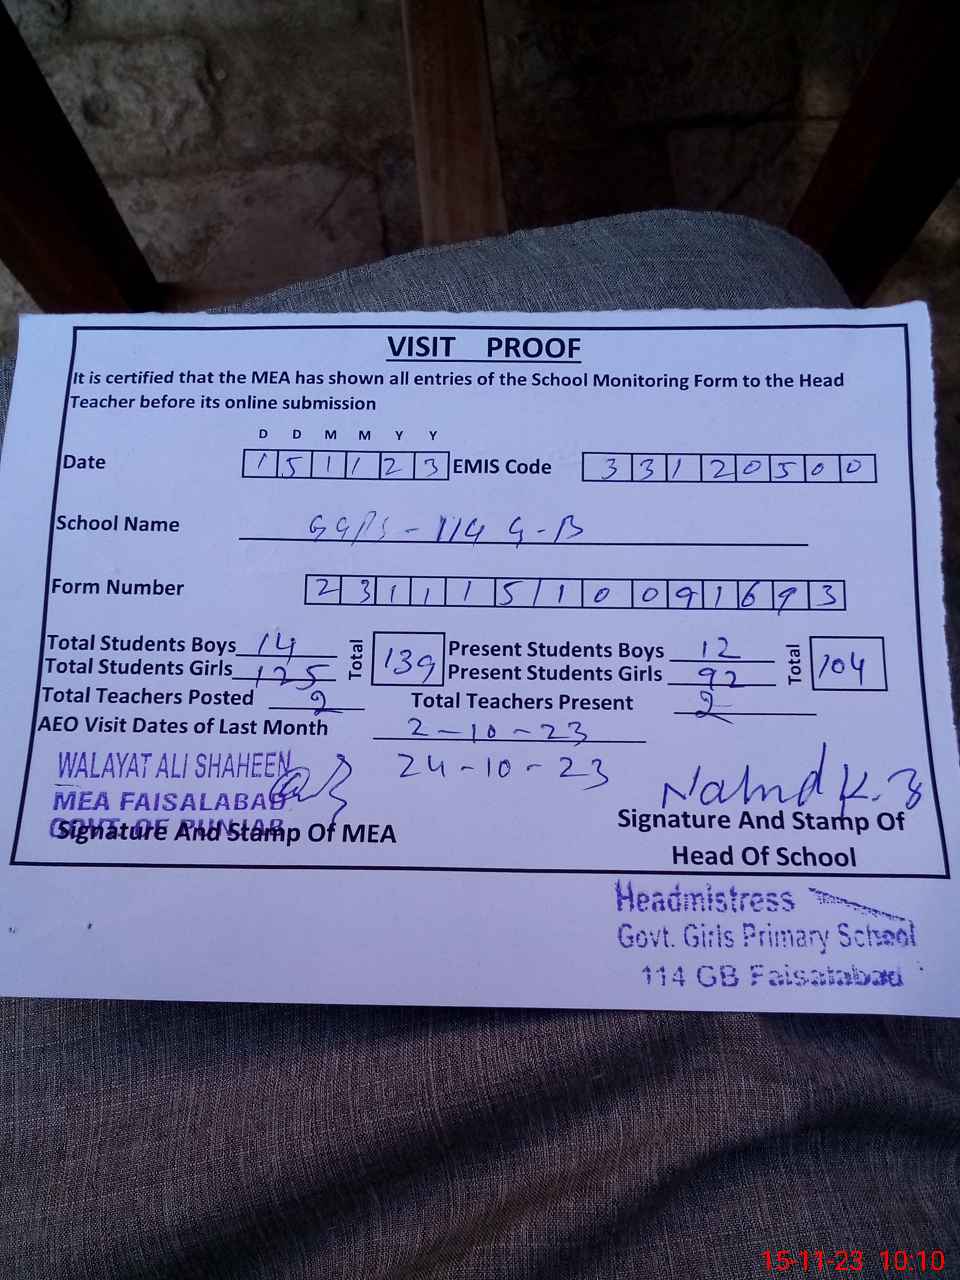 VISIT PROOF
It is certified that the MEA has shown all entries of the School Monitoring Form to the Head
Teacher before its online submission
D D M M Y Y
Date 1 5 1 1 2 3 EMIS Code 3 3 1 2 0 5 0 0
School Name GGPS - 114 G-B
Form Number 2 3 1 1 1 5 1 1 0 0 9 1 6 9 3
Total Students Boys 14 Total 139 Present Students Boys 12 Total 104
Total Students Girls 125 Present Students Girls 92
Total Teachers Posted 2 Total Teachers Present 2
AEO Visit Dates of Last Month 2-10-23
24-10-23
WALAYAT ALI SHAHEEN
MEA FAISALABAD
GOVT. OF PUNJAB
Signature And Stamp Of MEA
Signature And Stamp Of
Head Of School
Headmistress
Govt. Girls Primary School
114 GB Faisalabad
15-11-23 10:10